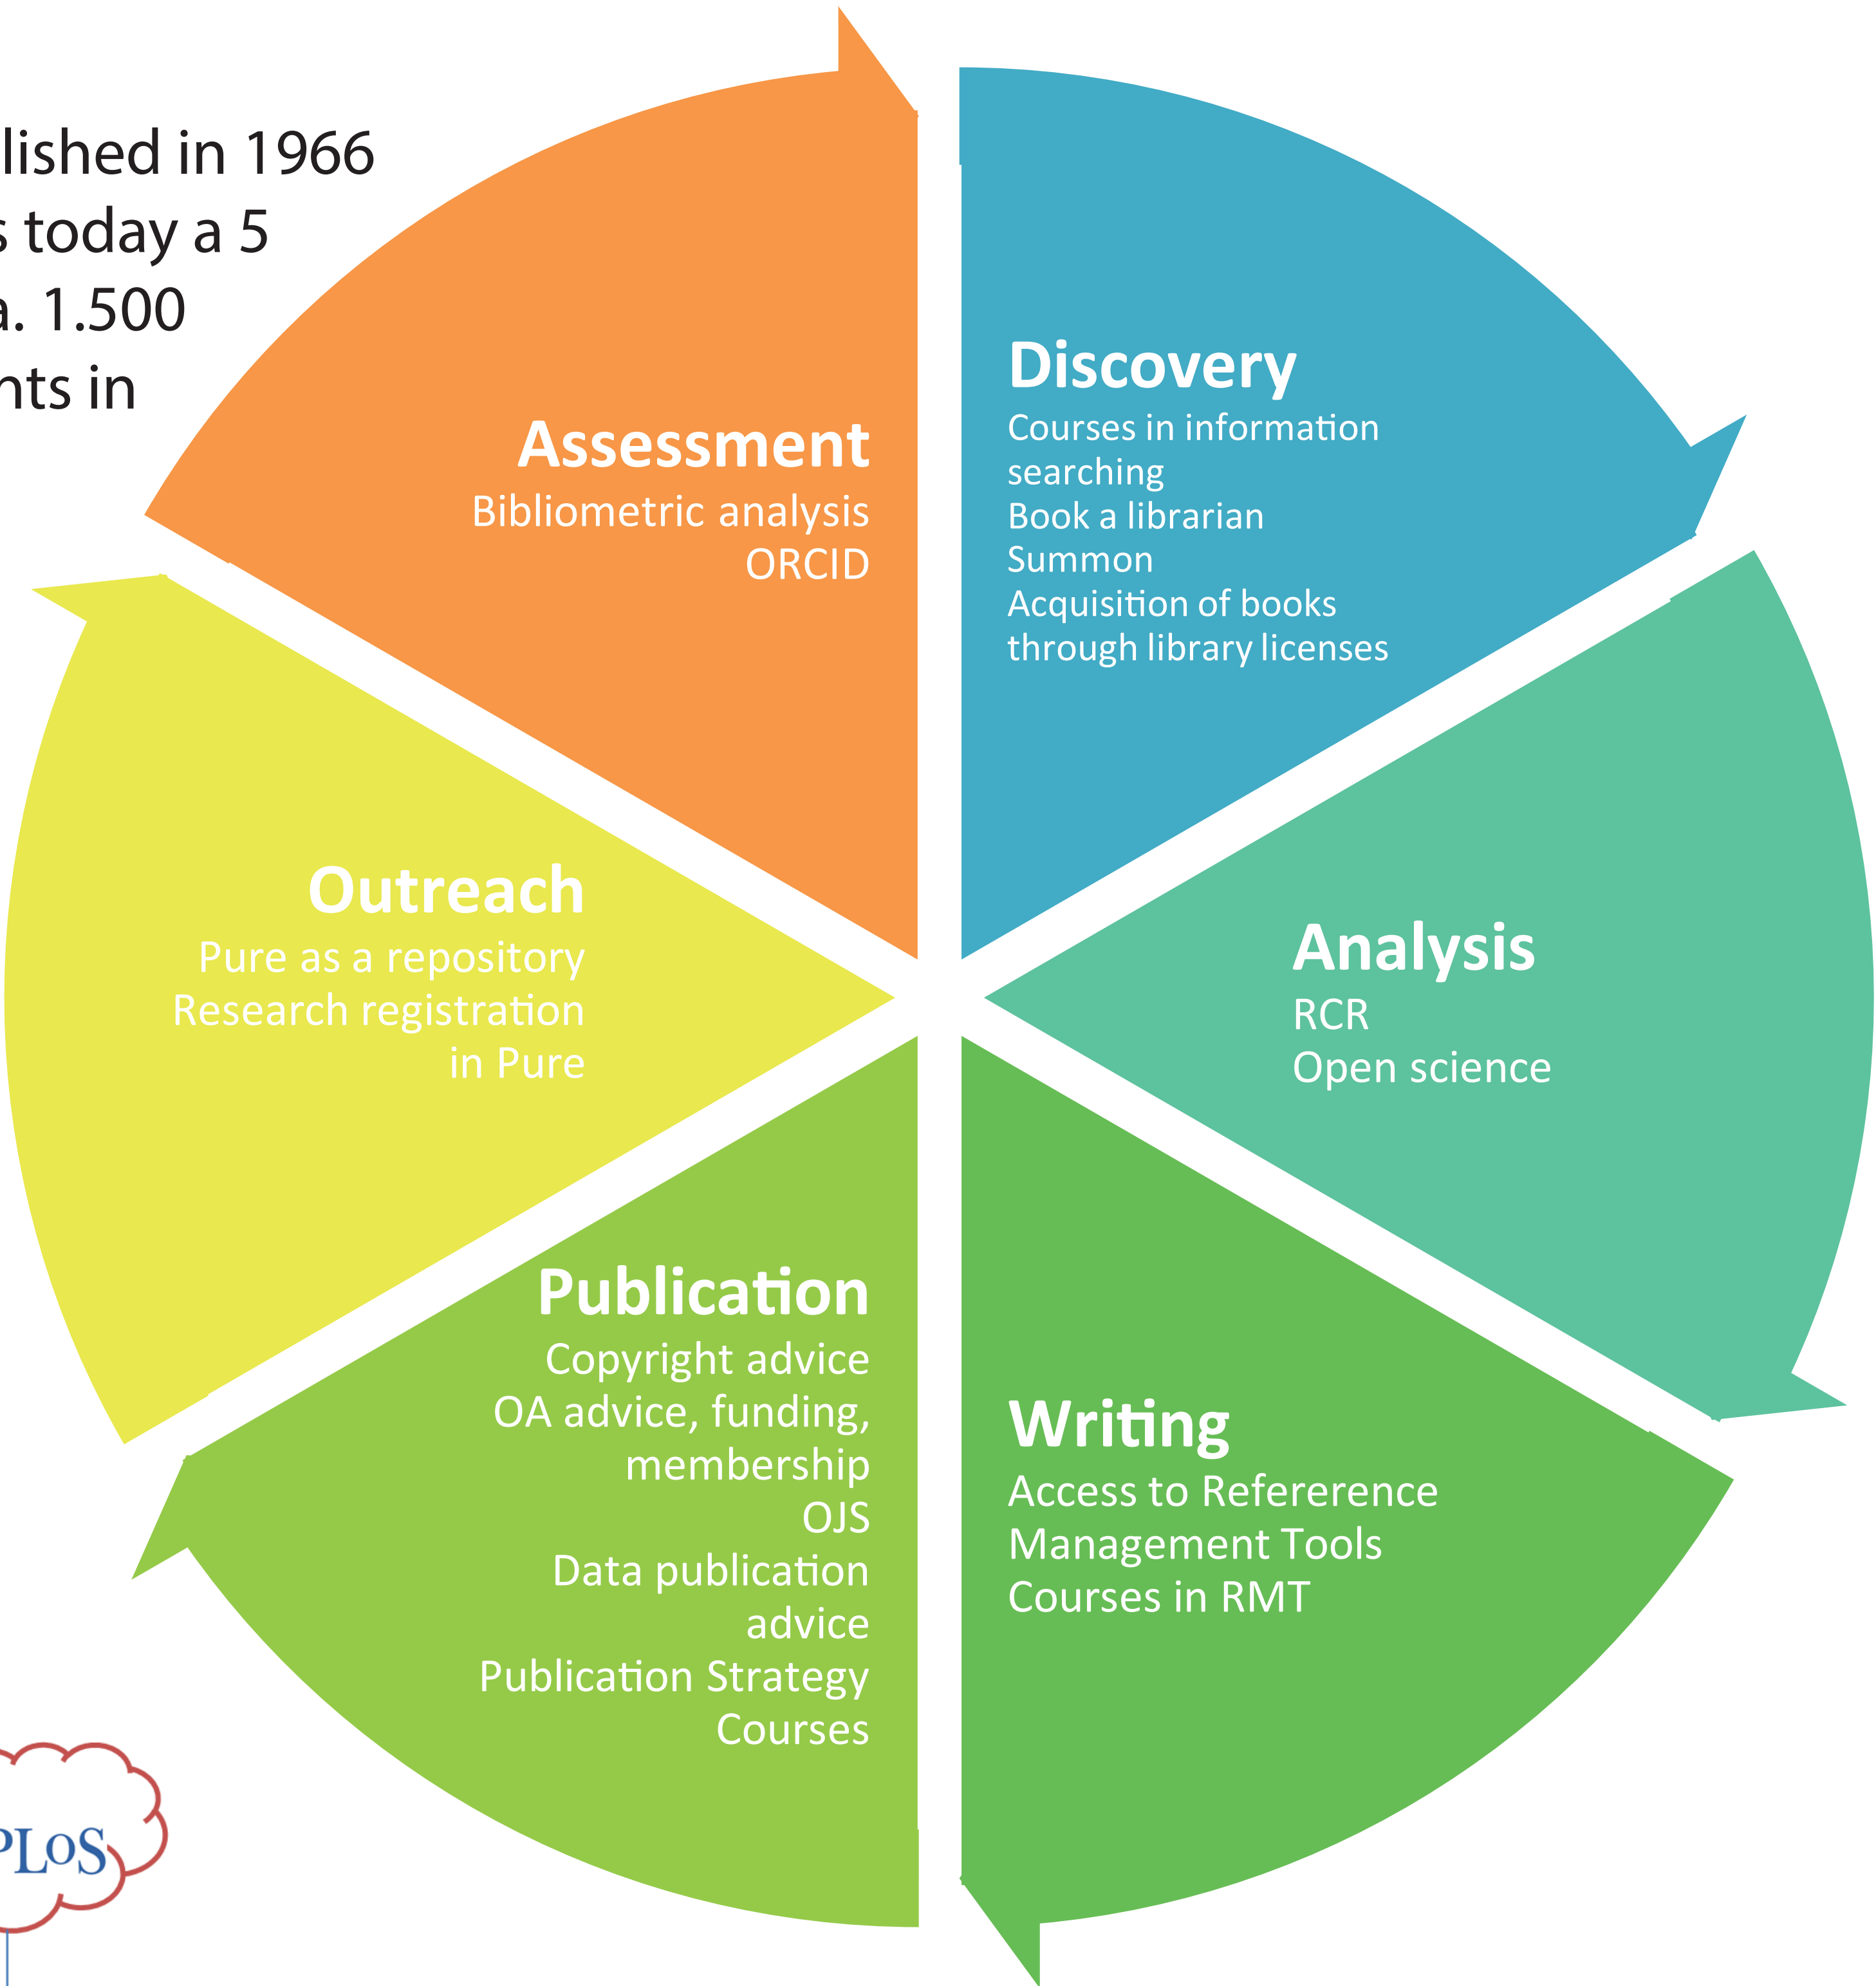 lished in 1966
s today a 5
a. 1.500
nts in
Assessment
Bibliometric analysis
ORCID
Discovery
Courses in information
searching
Book a librarian
Summon
Acquisition of books
through library licenses
Analysis
RCR
Open science
Writing
Access to Refererence
Management Tools
Courses in RMT
Publication
Copyright advice
OA advice, funding,
membership
OJS
Data publication
advice
Publication Strategy
Courses
Outreach
Pure as a repository
Research registration
in Pure
PLoS